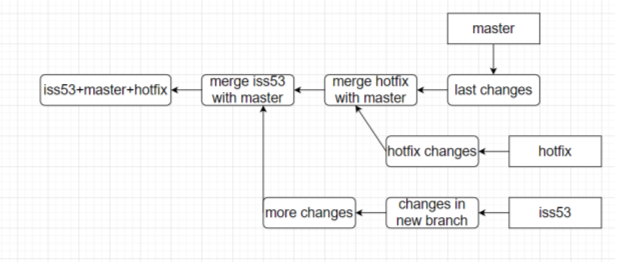 master
iss53+master+hotfix
merge iss53
with master
merge hotfix
with master
last changes
hotfix changes
hotfix
more changes
changes in
new branch
iss53